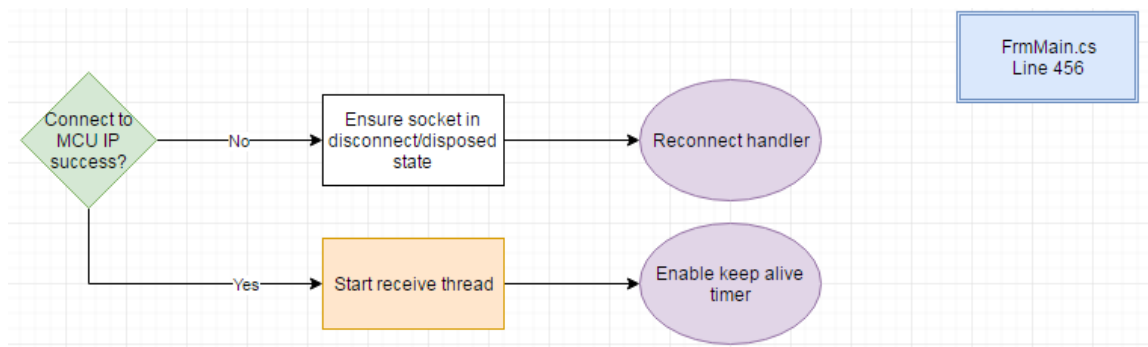 FrmMain.cs
Line 456
Connect to
MCU IP
success?
No
Ensure socket in
disconnect/disposed
state
Reconnect handler
Yes
Start receive thread
Enable keep alive
timer